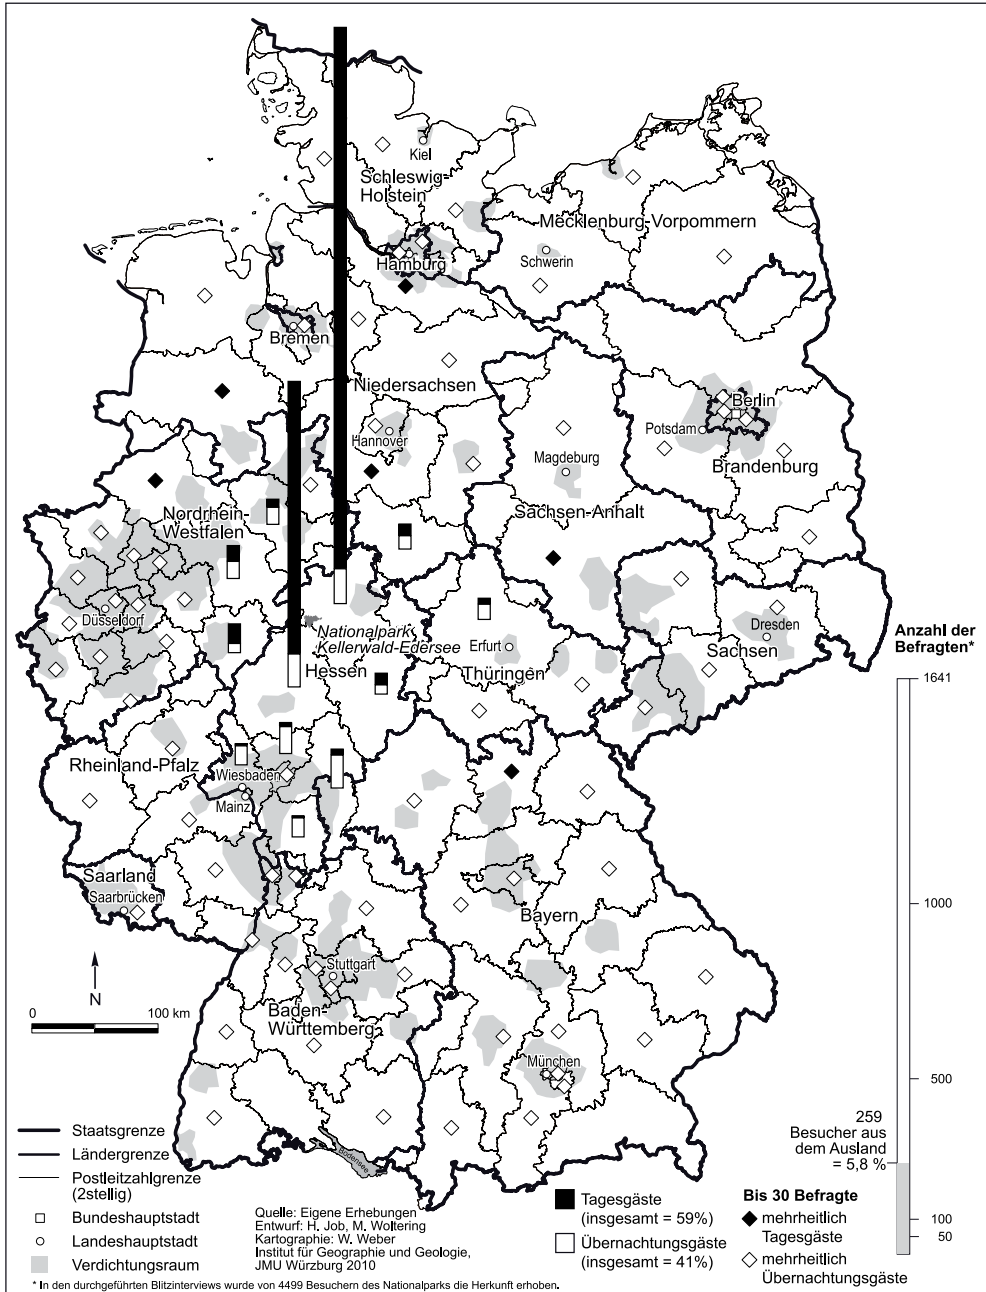 Kiel
Schleswig-
Holstein
Mecklenburg-Vorpommern
Hamburg
Schwerin
Bremen
Niedersachsen
Berlin
Hannover
Potsdam
Magdeburg
Brandenburg
Nordrhein-
Westfalen
Sachsen-Anhalt
Düsseldorf
Nationalpark
Kellerwald-Edersee
Erfurt
Dresden
Hessen
Thüringen
Sachsen
Anzahl der
Befragten*
1641
Rheinland-Pfalz
Wiesbaden
Mainz
Saarland
Saarbrücken
Bayern
1000
N
Stuttgart
0
100 km
Baden-
Württemberg
München
500
259
Besucher aus
dem Ausland
= 5,8 %
100
50
Bodensee
Staatsgrenze
Ländergrenze
Postleitzahlgrenze
(2stellig)
Bundeshauptstadt
Landeshauptstadt
Verdichtungsraum
Quelle: Eigene Erhebungen
Entwurf: H. Job, M. Woltering
Kartographie: W. Weber
Institut für Geographie und Geologie,
JMU Würzburg 2010
Tagesgäste
(insgesamt = 59%)
Übernachtungsgäste
(insgesamt = 41%)
Bis 30 Befragte
mehrheitlich
Tagesgäste
mehrheitlich
Übernachtungsgäste
* In den durchgeführten Blitzinterviews wurde von 4499 Besuchern des Nationalparks die Herkunft erhoben.